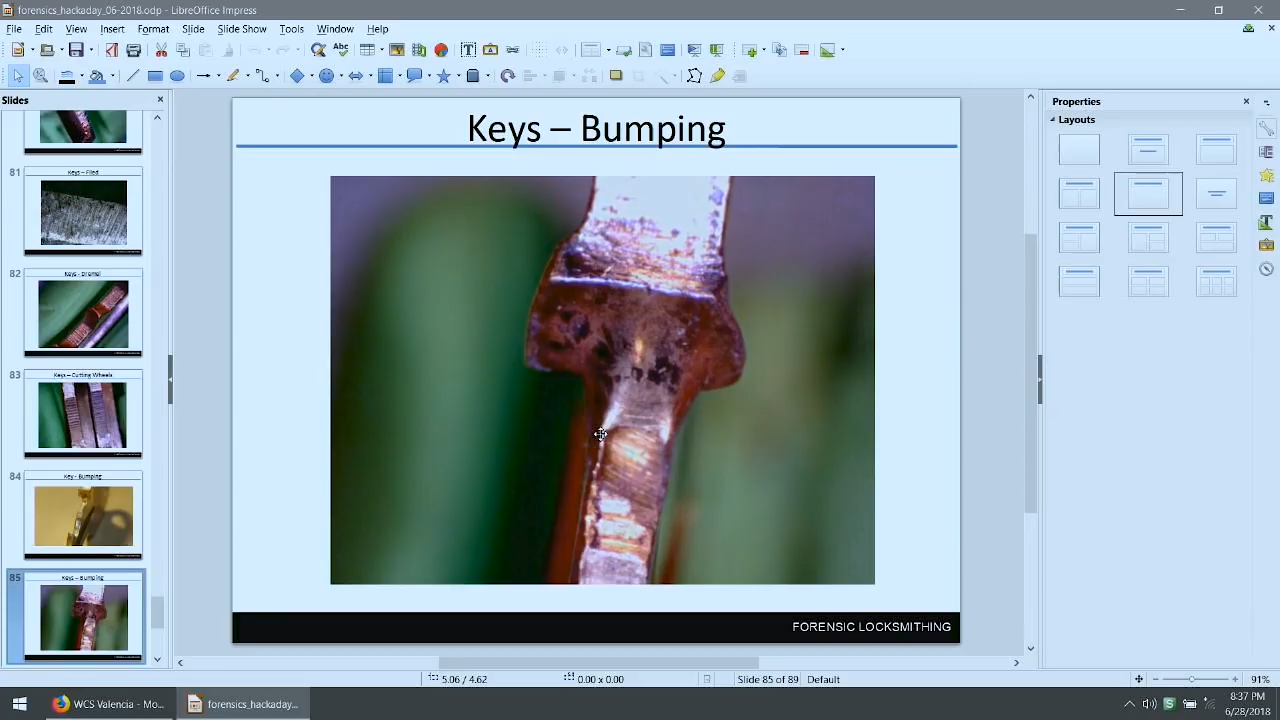 forensics_hackaday_06-2018.odp - LibreOffice Impress
File Edit View Insert Format Slide Slide Show Tools Window Help
Slides
81
Keys – Filed
82
Keys - Dremel
83
Keys – Cutting Wheels
84
Key - Bumping
85
Keys – Bumping
Keys – Bumping
FORENSIC LOCKSMITHING
Properties
Layouts
5.06 / 4.62
0.00 x 0.00
Slide 85 of 89
Default
91%
WCS Valencia - Mo...
forensics_hackaday...
8:37 PM
6/28/2018